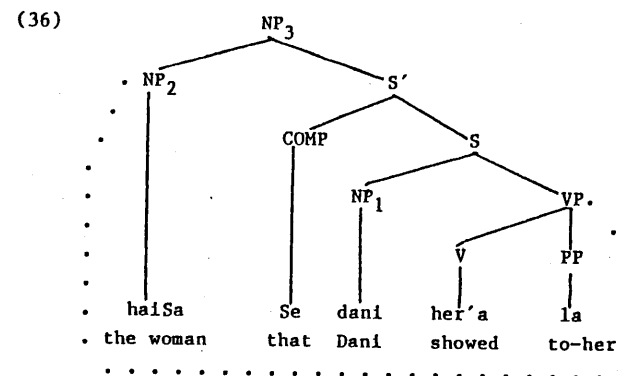 (36)
NP3
NP2 S′
COMP S
NP1 VP
V PP
haiSa Se dani her'a la
the woman that Dani showed to-her